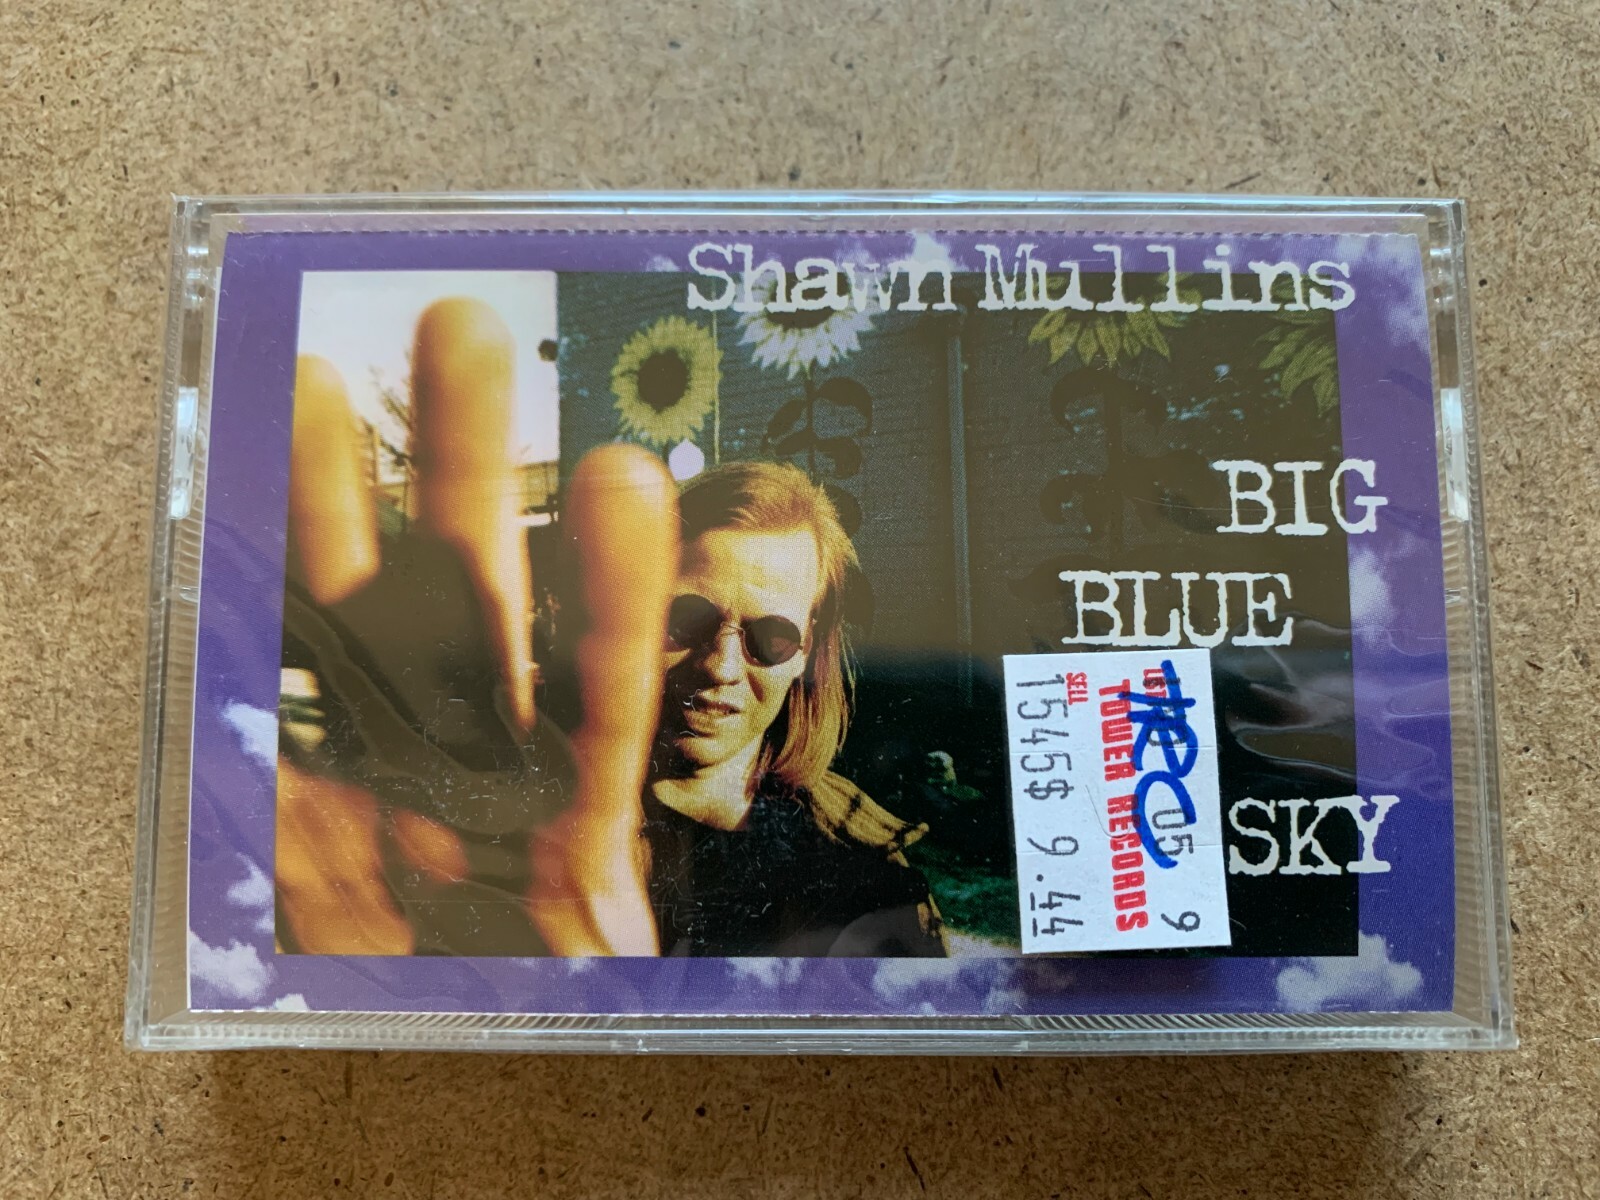 Shawn Mullins
BIG
BLUE
SKY
05 9
TOWER RECORDS
SELL
1545$ 9.44